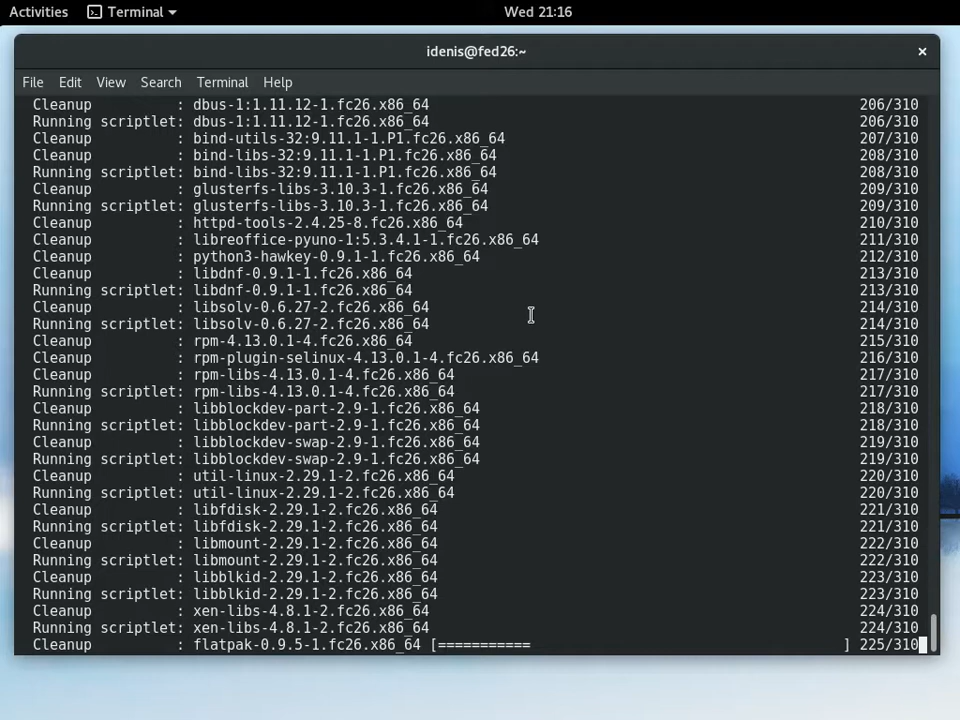 Activities Terminal Wed 21:16
idenis@fed26:~ ×
File Edit View Search Terminal Help
Cleanup : dbus-1:1.11.12-1.fc26.x86_64 206/310
Running scriptlet: dbus-1:1.11.12-1.fc26.x86_64 206/310
Cleanup : bind-utils-32:9.11.1-1.P1.fc26.x86_64 207/310
Cleanup : bind-libs-32:9.11.1-1.P1.fc26.x86_64 208/310
Running scriptlet: bind-libs-32:9.11.1-1.P1.fc26.x86_64 208/310
Cleanup : glusterfs-libs-3.10.3-1.fc26.x86_64 209/310
Running scriptlet: glusterfs-libs-3.10.3-1.fc26.x86_64 209/310
Cleanup : httpd-tools-2.4.25-8.fc26.x86_64 210/310
Cleanup : libreoffice-pyuno-1:5.3.4.1-1.fc26.x86_64 211/310
Cleanup : python3-hawkey-0.9.1-1.fc26.x86_64 212/310
Cleanup : libdnf-0.9.1-1.fc26.x86_64 213/310
Running scriptlet: libdnf-0.9.1-1.fc26.x86_64 213/310
Cleanup : libsolv-0.6.27-2.fc26.x86_64 214/310
Running scriptlet: libsolv-0.6.27-2.fc26.x86_64 214/310
Cleanup : rpm-4.13.0.1-4.fc26.x86_64 215/310
Cleanup : rpm-plugin-selinux-4.13.0.1-4.fc26.x86_64 216/310
Cleanup : rpm-libs-4.13.0.1-4.fc26.x86_64 217/310
Running scriptlet: rpm-libs-4.13.0.1-4.fc26.x86_64 217/310
Cleanup : libblockdev-part-2.9-1.fc26.x86_64 218/310
Running scriptlet: libblockdev-part-2.9-1.fc26.x86_64 218/310
Cleanup : libblockdev-swap-2.9-1.fc26.x86_64 219/310
Running scriptlet: libblockdev-swap-2.9-1.fc26.x86_64 219/310
Cleanup : util-linux-2.29.1-2.fc26.x86_64 220/310
Running scriptlet: util-linux-2.29.1-2.fc26.x86_64 220/310
Cleanup : libfdisk-2.29.1-2.fc26.x86_64 221/310
Running scriptlet: libfdisk-2.29.1-2.fc26.x86_64 221/310
Cleanup : libmount-2.29.1-2.fc26.x86_64 222/310
Running scriptlet: libmount-2.29.1-2.fc26.x86_64 222/310
Cleanup : libblkid-2.29.1-2.fc26.x86_64 223/310
Running scriptlet: libblkid-2.29.1-2.fc26.x86_64 223/310
Cleanup : xen-libs-4.8.1-2.fc26.x86_64 224/310
Running scriptlet: xen-libs-4.8.1-2.fc26.x86_64 224/310
Cleanup : flatpak-0.9.5-1.fc26.x86_64 [=========== ] 225/310